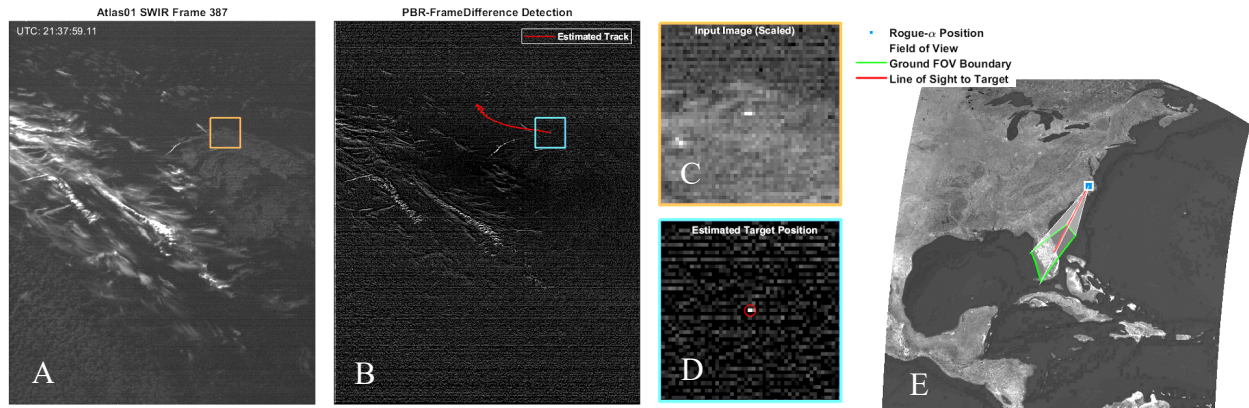 Atlas01 SWIR Frame 387
UTC: 21:37:59.11
A
PBR-FrameDifference Detection
Estimated Track
B
Input Image (Scaled)
C
Estimated Target Position
D
Rogue-α Position
Field of View
Ground FOV Boundary
Line of Sight to Target
E